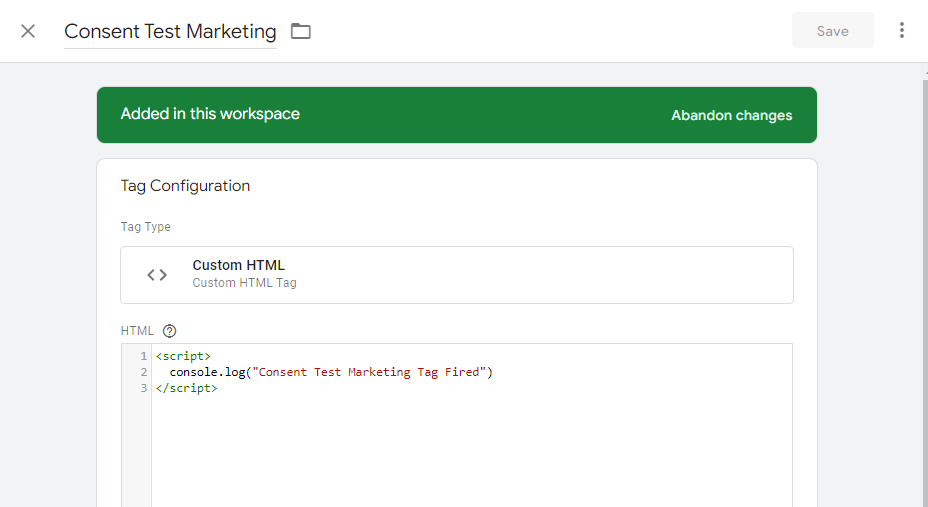 Consent Test Marketing
Save
Added in this workspace
Abandon changes
Tag Configuration
Tag Type
Custom HTML
Custom HTML Tag
HTML
1 <script>
2 console.log("Consent Test Marketing Tag Fired")
3 </script>